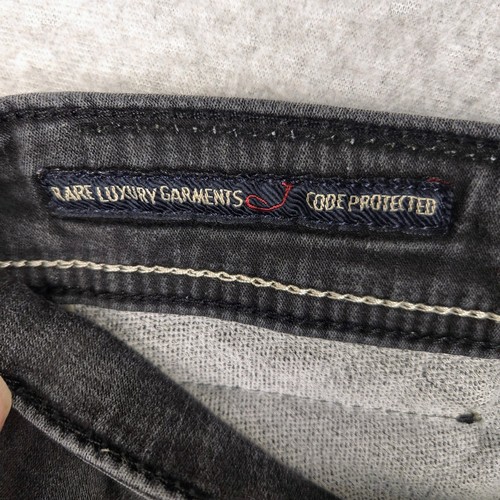 RARE LUXURY GARMENTS J CODE PROTECTED